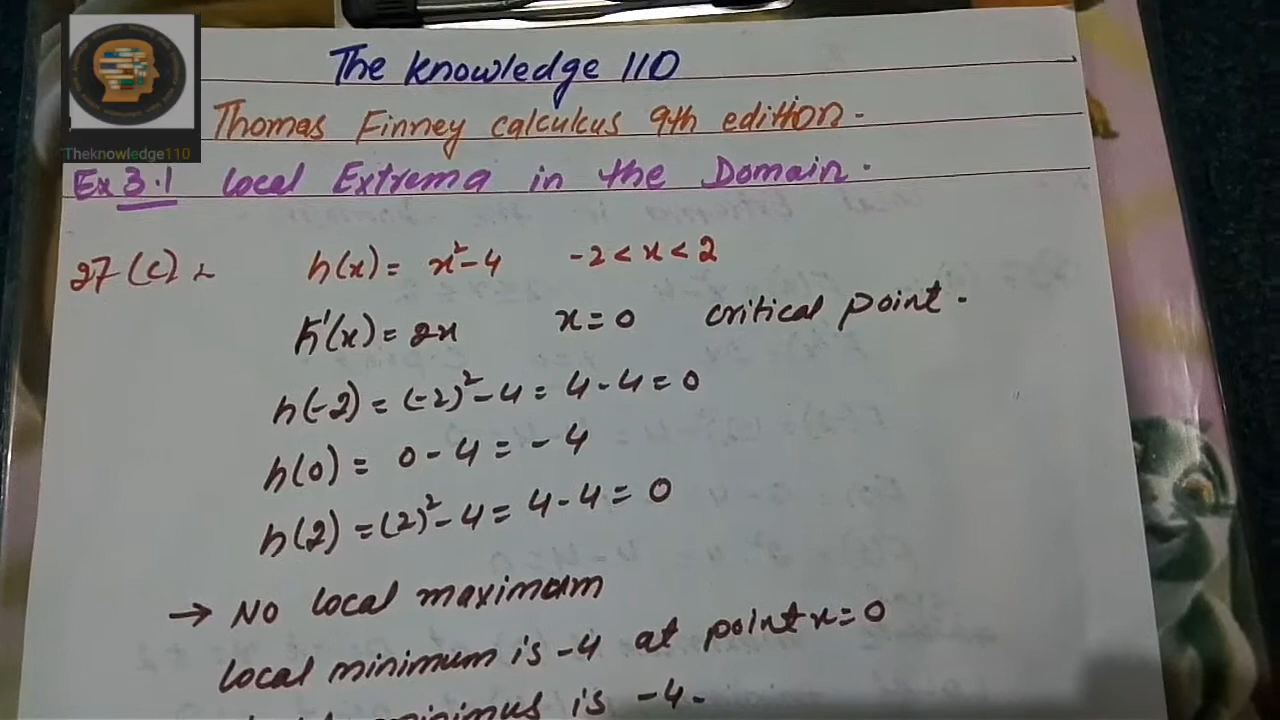 The knowledge 110
Thomas Finney calculus 9th edition.
Theknowledge110
Ex 3.1 Local Extrema in the Domain.
27 (c) h(x) = x²-4 -2 < x < 2
h'(x) = 2x x=0 critical point.
h(-2) = (-2)²-4 = 4-4 = 0
h(0) = 0-4 = -4
h(2) = (2)²-4 = 4-4 = 0
→ No local maximum
Local minimum is -4 at point x=0
is -4.